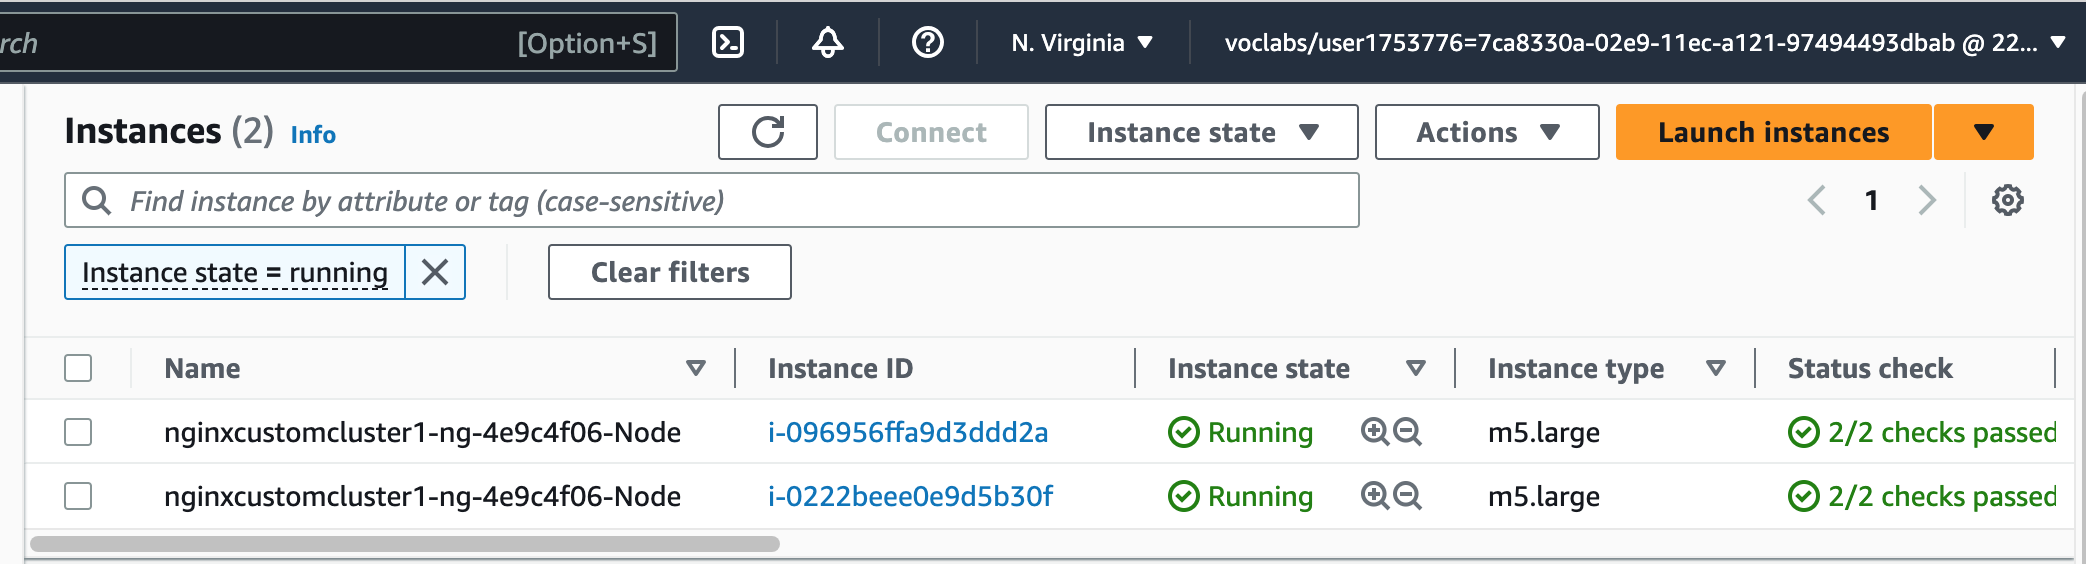 rch [Option+S] N. Virginia voclabs/user1753776=7ca8330a-02e9-11ec-a121-97494493dbab @ 22...
Instances (2) Info Connect Instance state Actions Launch instances
Find instance by attribute or tag (case-sensitive) 1
Instance state = running Clear filters
Name Instance ID Instance state Instance type Status check
nginxcustomcluster1-ng-4e9c4f06-Node i-096956ffa9d3ddd2a Running m5.large 2/2 checks passed
nginxcustomcluster1-ng-4e9c4f06-Node i-0222beee0e9d5b30f Running m5.large 2/2 checks passed